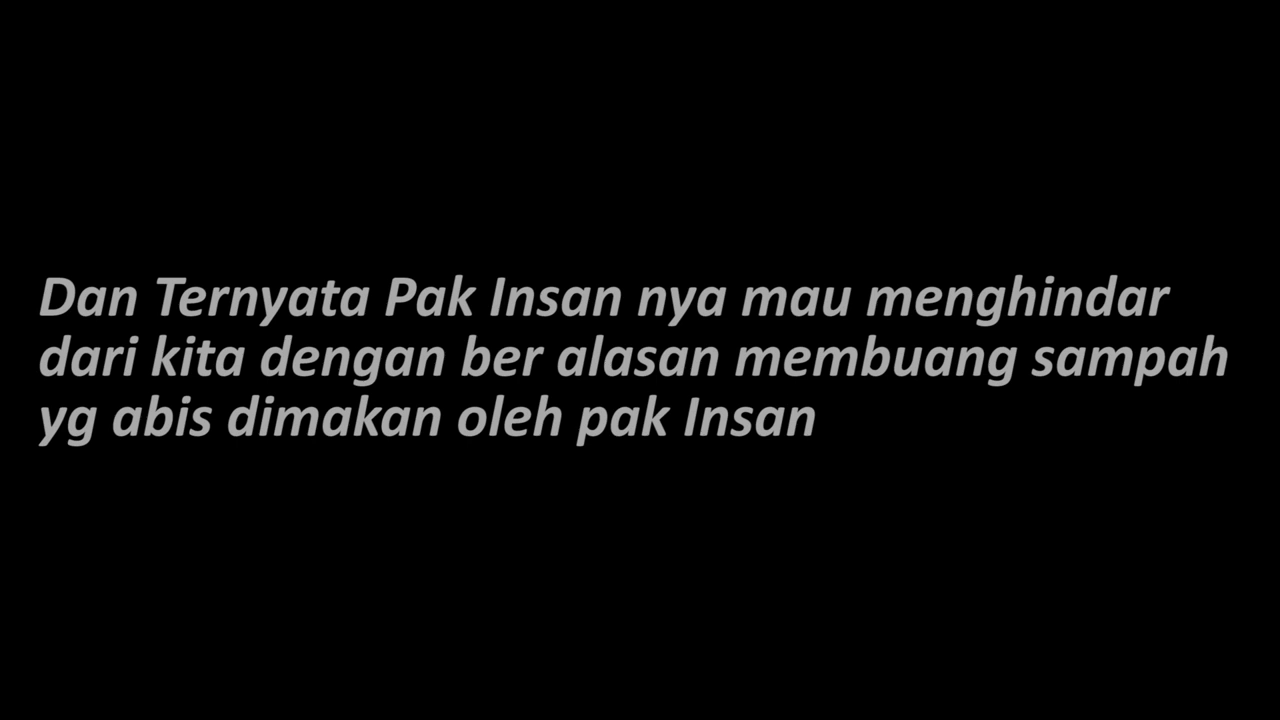 Dan Ternyata Pak Insan nya mau menghindar
dari kita dengan ber alasan membuang sampah
yg abis dimakan oleh pak Insan